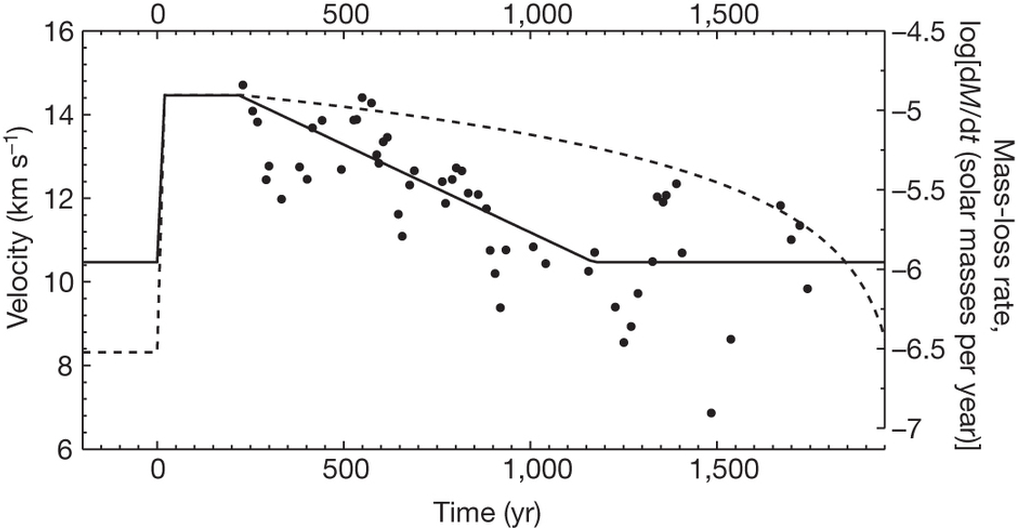 0 500 1,000 1,500
16
14
12
10
8
6
Velocity (km s⁻¹)
−4.5
−5
−5.5
−6
−6.5
−7
Mass-loss rate,
log[dM/dt (solar masses per year)]
0 500 1,000 1,500
Time (yr)